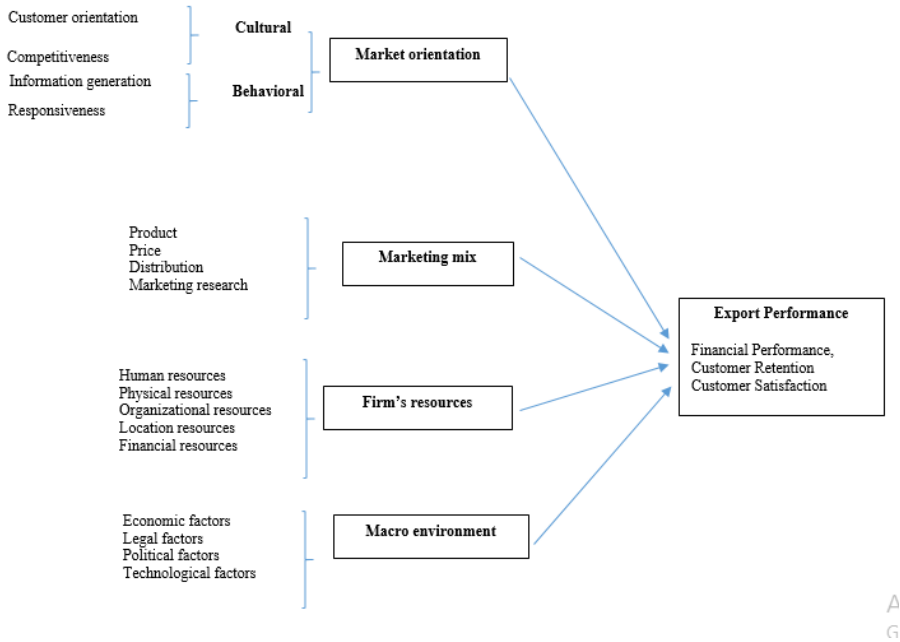 Customer orientation
Cultural
Competitiveness
Market orientation
Information generation
Behavioral
Responsiveness
Product
Price
Distribution
Marketing research
Marketing mix
Export Performance
Financial Performance,
Customer Retention
Customer Satisfaction
Human resources
Physical resources
Organizational resources
Location resources
Financial resources
Firm’s resources
Economic factors
Legal factors
Political factors
Technological factors
Macro environment
A
G